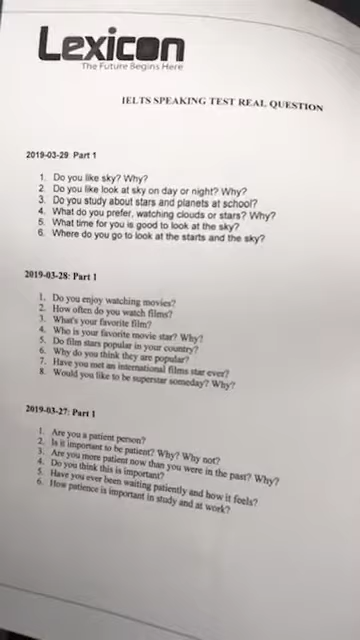 Lexicon
The Future Begins Here
IELTS SPEAKING TEST REAL QUESTION
2019-03-29 Part 1
1. Do you like sky? Why?
2. Do you like look at sky on day or night? Why?
3. Do you study about stars and planets at school?
4. What do you prefer, watching clouds or stars? Why?
5. What time for you is good to look at the sky?
6. Where do you go to look at the starts and the sky?
2019-03-28: Part 1
1. Do you enjoy watching movies?
2. How often do you watch films?
3. What's your favorite film?
4. Who is your favorite movie star? Why?
5. Do film stars popular in your country?
6. Why do you think they are popular?
7. Have you met an international films star ever?
8. Would you like to be superstar someday? Why?
2019-03-27: Part 1
1. Are you a patient person?
2. Is it important to be patient? Why? Why not?
3. Are you more patient now than you were in the past? Why?
4. Do you think this is important?
5. Have you ever been waiting patiently and how it feels?
6. How patience is important in study and at work?